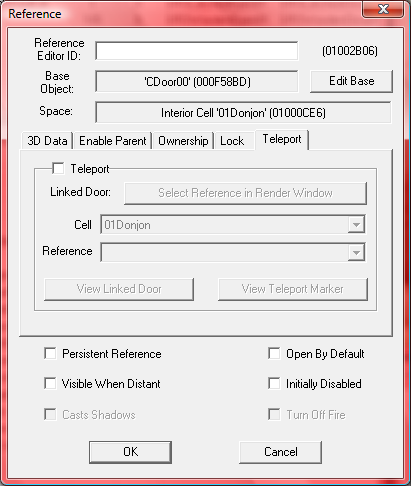 Reference
Reference Editor ID:
(01002B06)
Base Object:
'CDoor00' (000F58BD)
Edit Base
Space:
Interior Cell '01Donjon' (01000CE6)
3D Data Enable Parent Ownership Lock Teleport
Teleport
Linked Door: Select Reference in Render Window
Cell 01Donjon
Reference
View Linked Door View Teleport Marker
Persistent Reference Open By Default
Visible When Distant Initially Disabled
Casts Shadows Turn Off Fire
OK Cancel